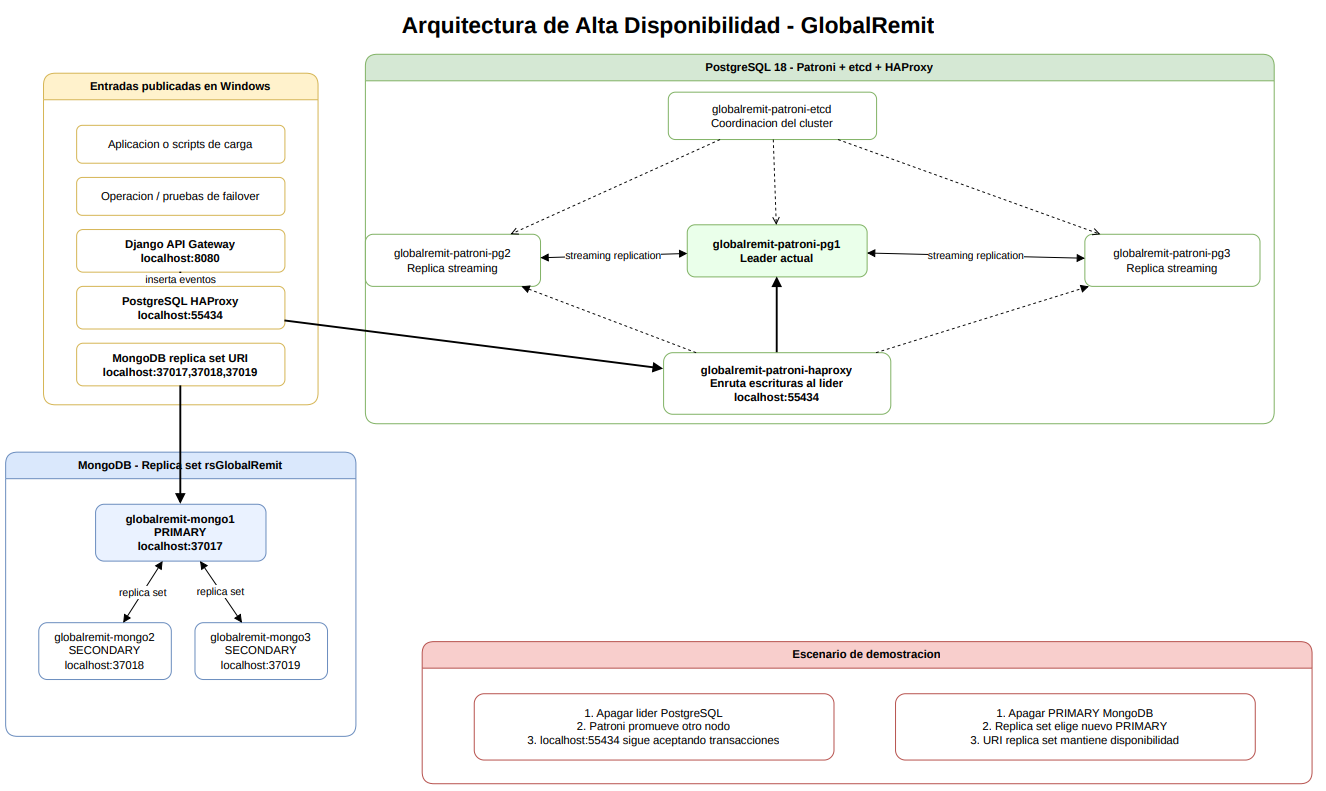 Arquitectura de Alta Disponibilidad - GlobalRemit
Entradas publicadas en Windows
Aplicacion o scripts de carga
Operacion / pruebas de failover
Django API Gateway
localhost:8080
inserta eventos
PostgreSQL HAProxy
localhost:55434
MongoDB replica set URI
localhost:37017,37018,37019
PostgreSQL 18 - Patroni + etcd + HAProxy
globalremit-patroni-etcd
Coordinacion del cluster
globalremit-patroni-pg2
Replica streaming
streaming replication
globalremit-patroni-pg1
Leader actual
streaming replication
globalremit-patroni-pg3
Replica streaming
globalremit-patroni-haproxy
Enruta escrituras al lider
localhost:55434
MongoDB - Replica set rsGlobalRemit
globalremit-mongo1
PRIMARY
localhost:37017
replica set
replica set
globalremit-mongo2
SECONDARY
localhost:37018
globalremit-mongo3
SECONDARY
localhost:37019
Escenario de demostracion
1. Apagar lider PostgreSQL
2. Patroni promueve otro nodo
3. localhost:55434 sigue aceptando transacciones
1. Apagar PRIMARY MongoDB
2. Replica set elige nuevo PRIMARY
3. URI replica set mantiene disponibilidad